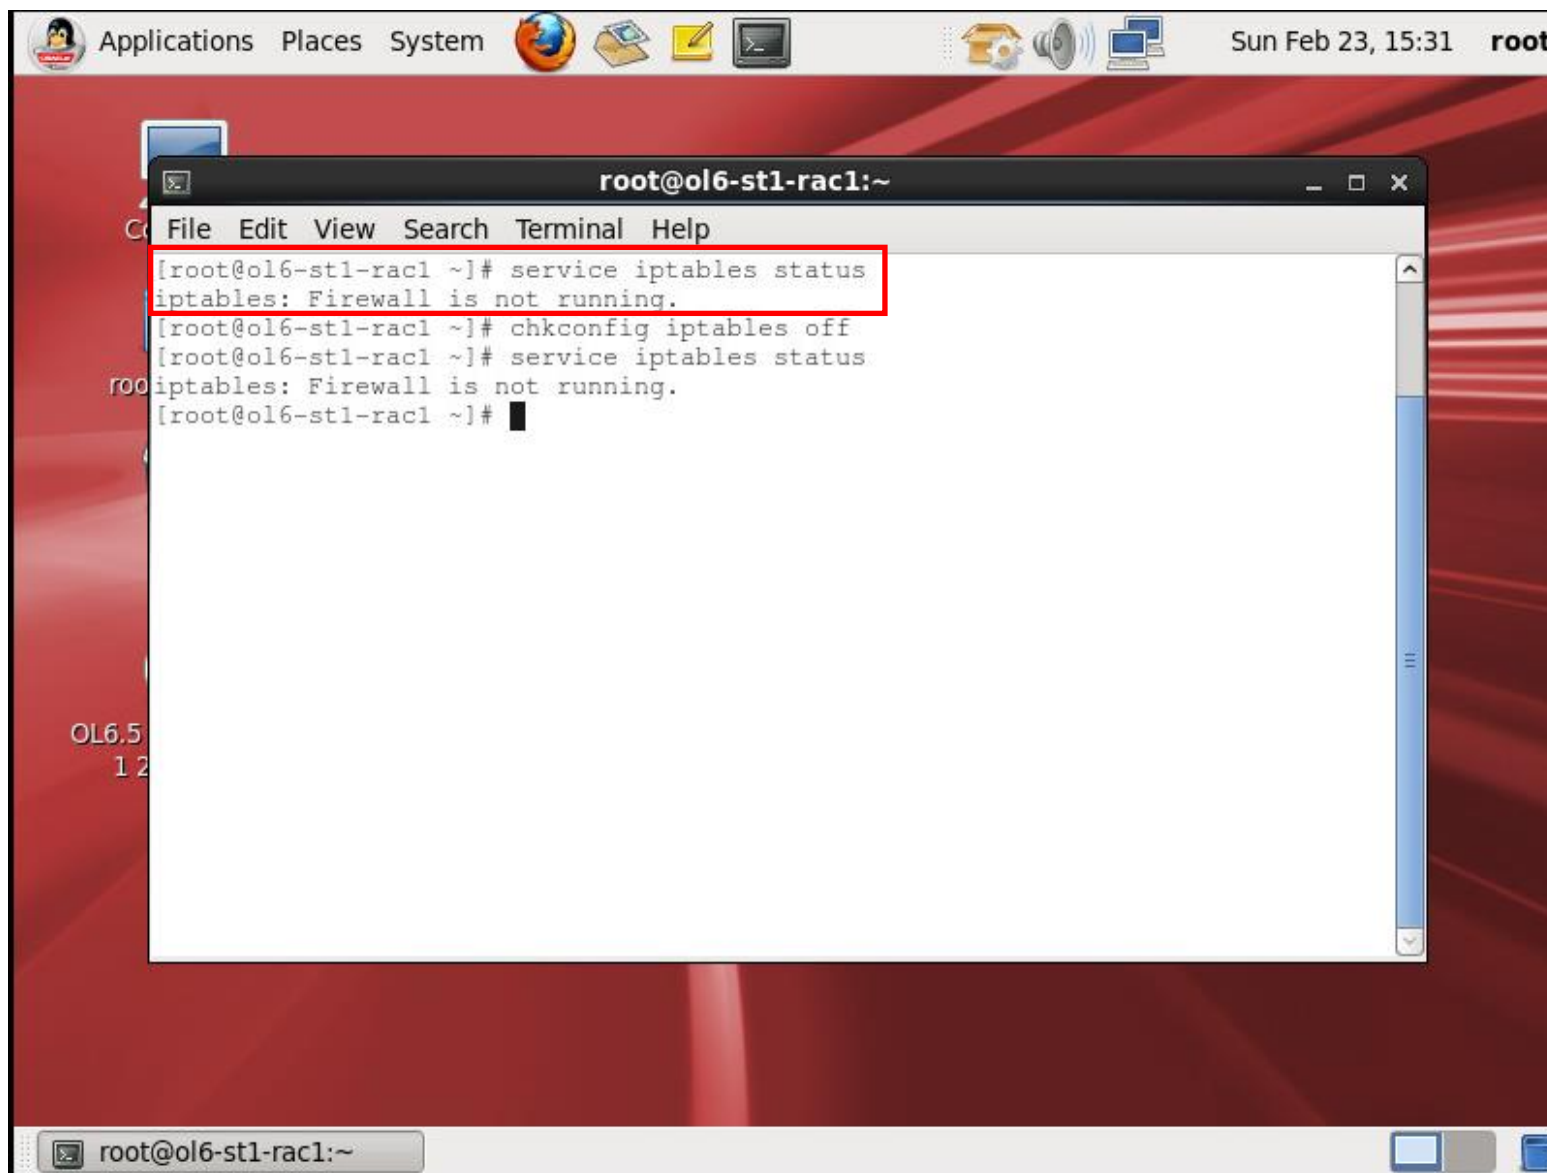 Applications Places System Sun Feb 23, 15:31 root
root@ol6-st1-rac1:~
File Edit View Search Terminal Help
[root@ol6-st1-rac1 ~]# service iptables status
iptables: Firewall is not running.
[root@ol6-st1-rac1 ~]# chkconfig iptables off
[root@ol6-st1-rac1 ~]# service iptables status
iptables: Firewall is not running.
[root@ol6-st1-rac1 ~]#
OL6.5
1 2
root@ol6-st1-rac1:~